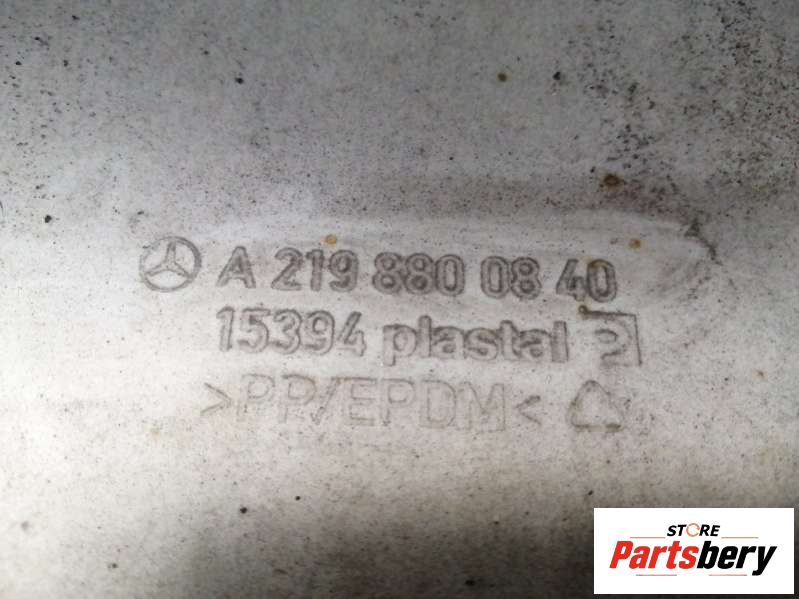 A 219 880 08 40
15394 plastal
>PP/EPDM<
STORE
Partsbery